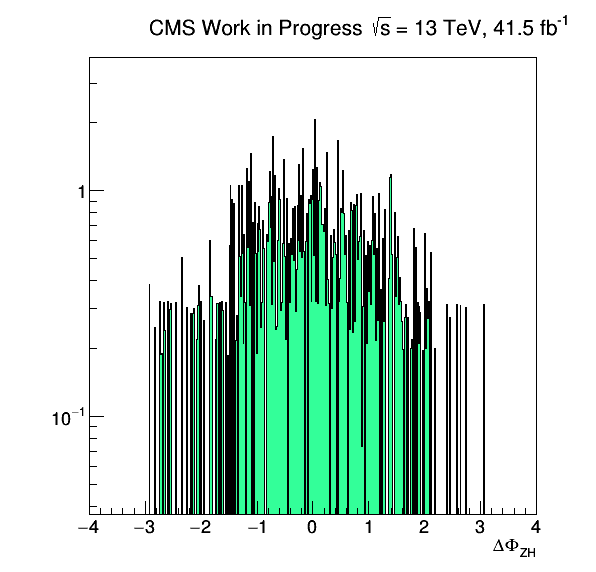 CMS Work in Progress √s = 13 TeV, 41.5 fb⁻¹
1
10⁻¹
−4 −3 −2 −1 0 1 2 3 4
ΔΦ_ZH